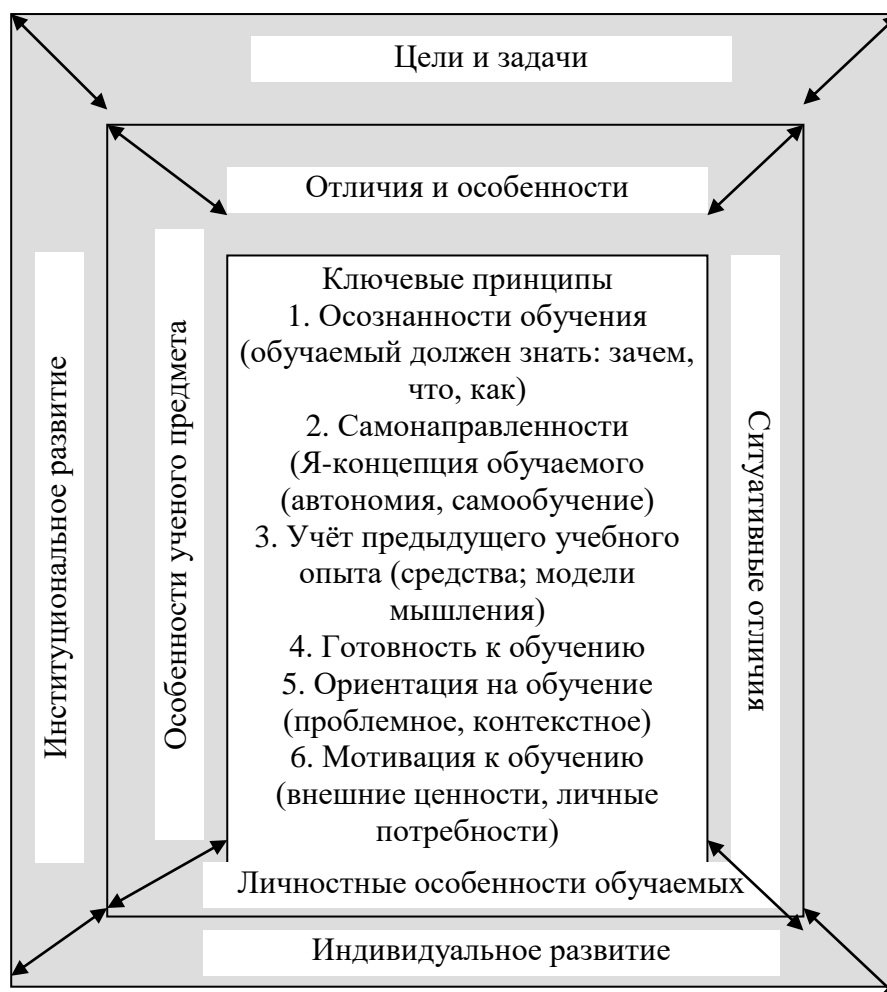 Цели и задачи
Отличия и особенности
Институциональное развитие
Особенности ученого предмета
Ключевые принципы
1. Осознанности обучения
(обучаемый должен знать: зачем,
что, как)
2. Самонаправленности
(Я-концепция обучаемого
(автономия, самообучение)
3. Учёт предыдущего учебного
опыта (средства; модели
мышления)
4. Готовность к обучению
5. Ориентация на обучение
(проблемное, контекстное)
6. Мотивация к обучению
(внешние ценности, личные
потребности)
Ситуативные отличия
Личностные особенности обучаемых
Индивидуальное развитие